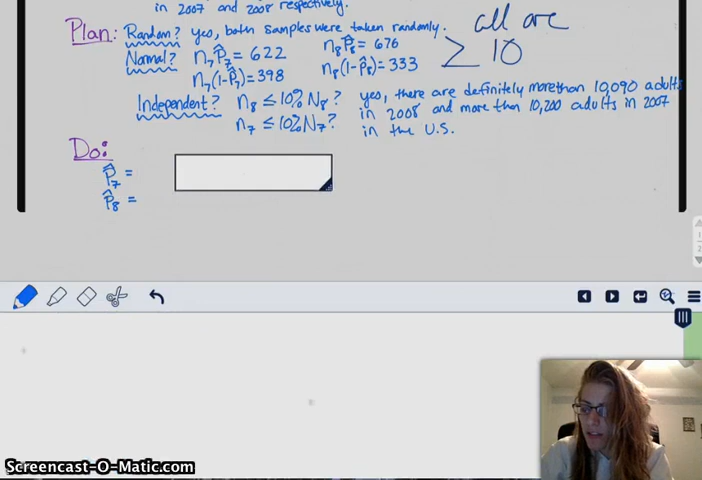 in 2007 and 2008 respectively.
Plan: Random? yes, both samples were taken randomly. all are
Normal? n₇p̂₇ = 622 n₈p̂₈ = 676 ≥ 10
n₇(1-p̂₇) = 398 n₈(1-p̂₈) = 333
Independent? n₈ ≤ 10% N₈? yes, there are definitely more than 10,090 adults
n₇ ≤ 10% N₇? in 2008 and more than 10,200 adults in 2007
in the U.S.
Do:
p̂₇ =
p̂₈ =
Screencast-O-Matic.com